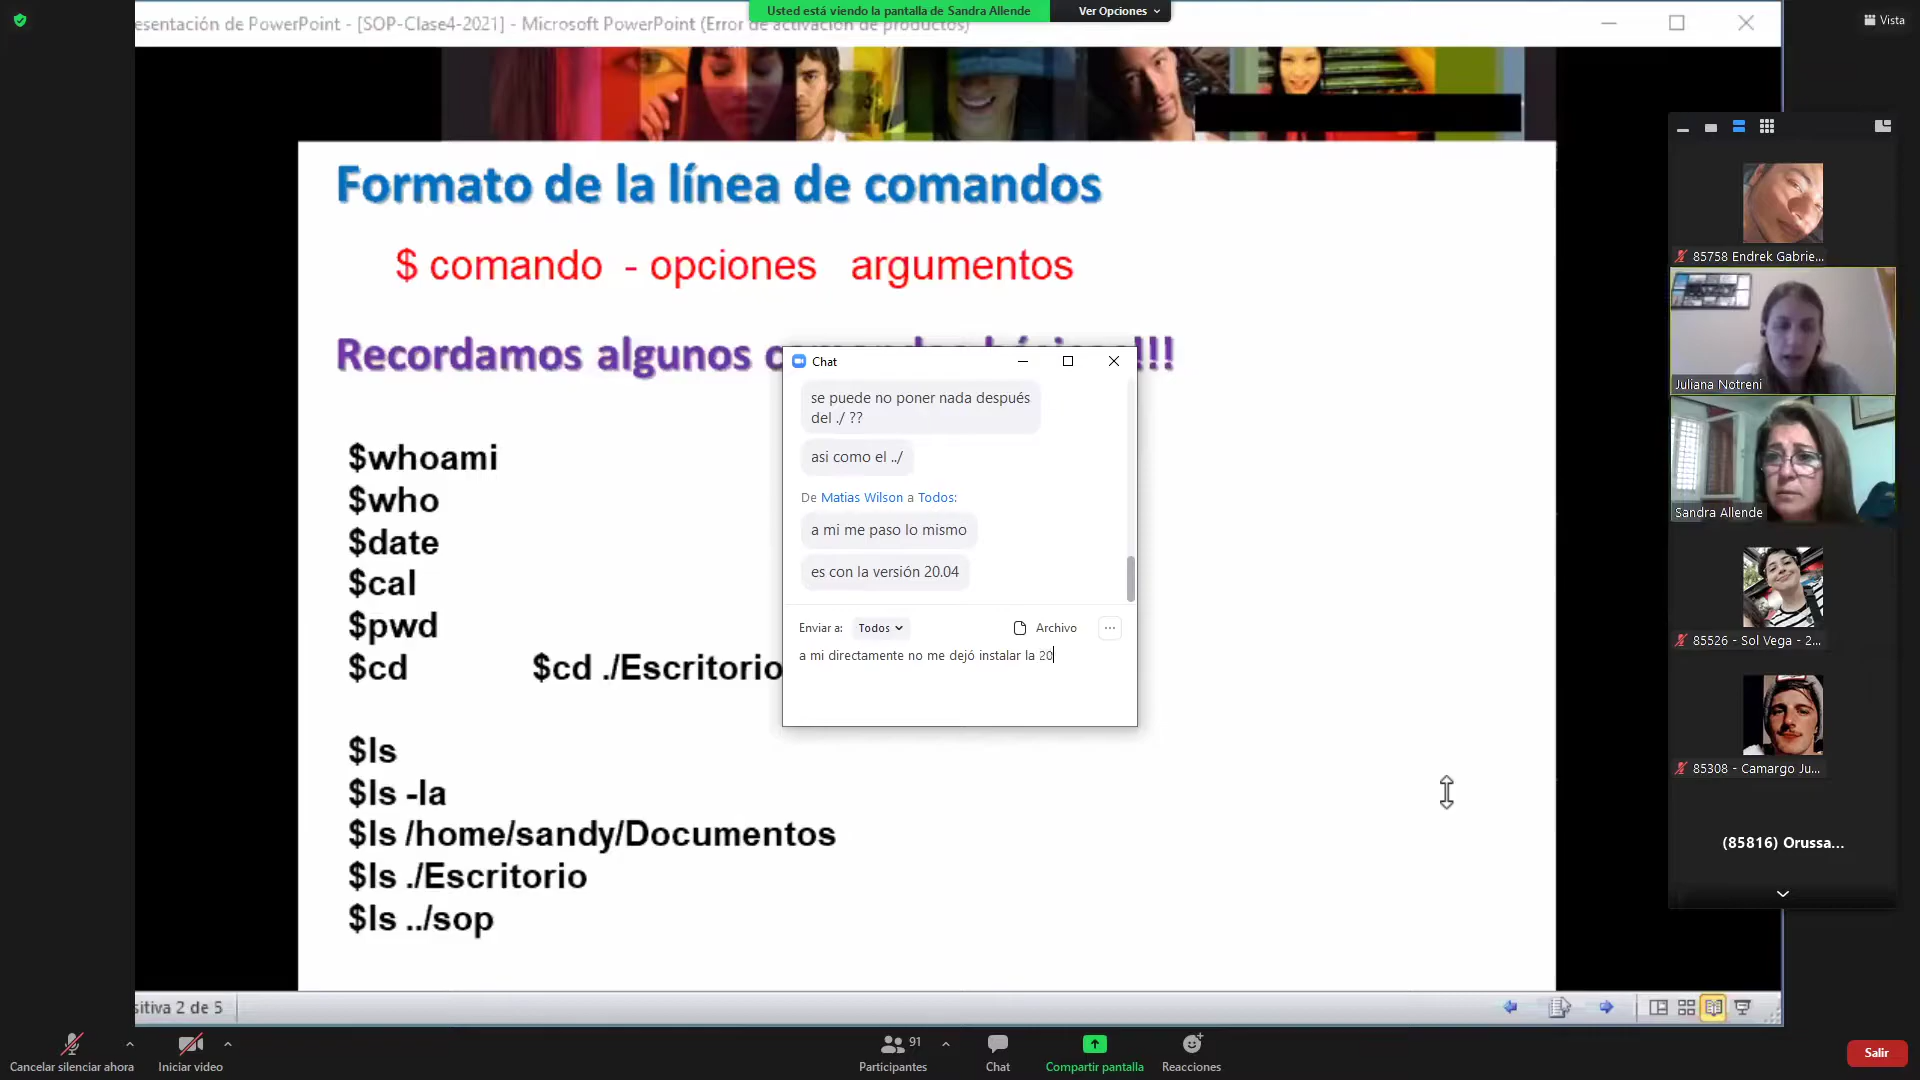 esentación de PowerPoint - [SOP-Clase4-2021] - Microsoft PowerPoint (Error de activación de productos)
Usted está viendo la pantalla de Sandra Allende
Ver Opciones
Vista
Formato de la línea de comandos
$ comando - opciones argumentos
Recordamos algunos c
!!!
$whoami
$who
$date
$cal
$pwd
$cd $cd ./Escritorio
$ls
$ls -la
$ls /home/sandy/Documentos
$ls ./Escritorio
$ls ../sop
Chat
se puede no poner nada después
del ./ ??
asi como el ../
De Matias Wilson a Todos:
a mi me paso lo mismo
es con la versión 20.04
Enviar a: Todos
Archivo
...
a mi directamente no me dejó instalar la 20
85758 Endrek Gabrie...
Juliana Notreni
Sandra Allende
85526 - Sol Vega - 2...
85308 - Camargo Ju...
(85816) Orussa...
sitiva 2 de 5
Cancelar silenciar ahora
Iniciar video
91
Participantes
Chat
Compartir pantalla
Reacciones
Salir